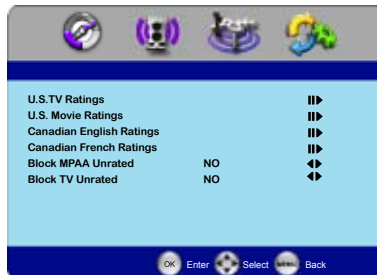 U.S.TV Ratings
U.S. Movie Ratings
Canadian English Ratings
Canadian French Ratings
Block MPAA Unrated NO
Block TV Unrated NO
OK Enter Select MENU Back